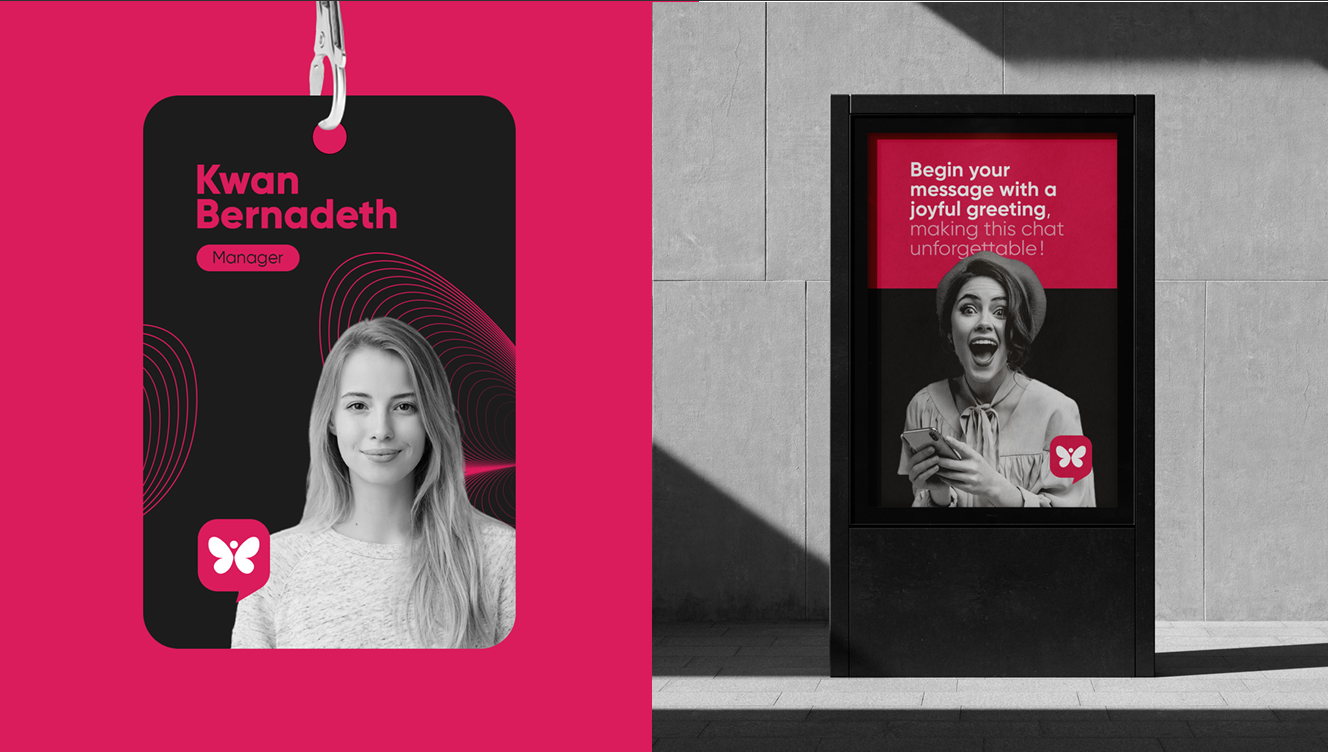 Kwan
Bernadeth
Manager
Begin your
message with a
joyful greeting,
making this chat
unforgettable!